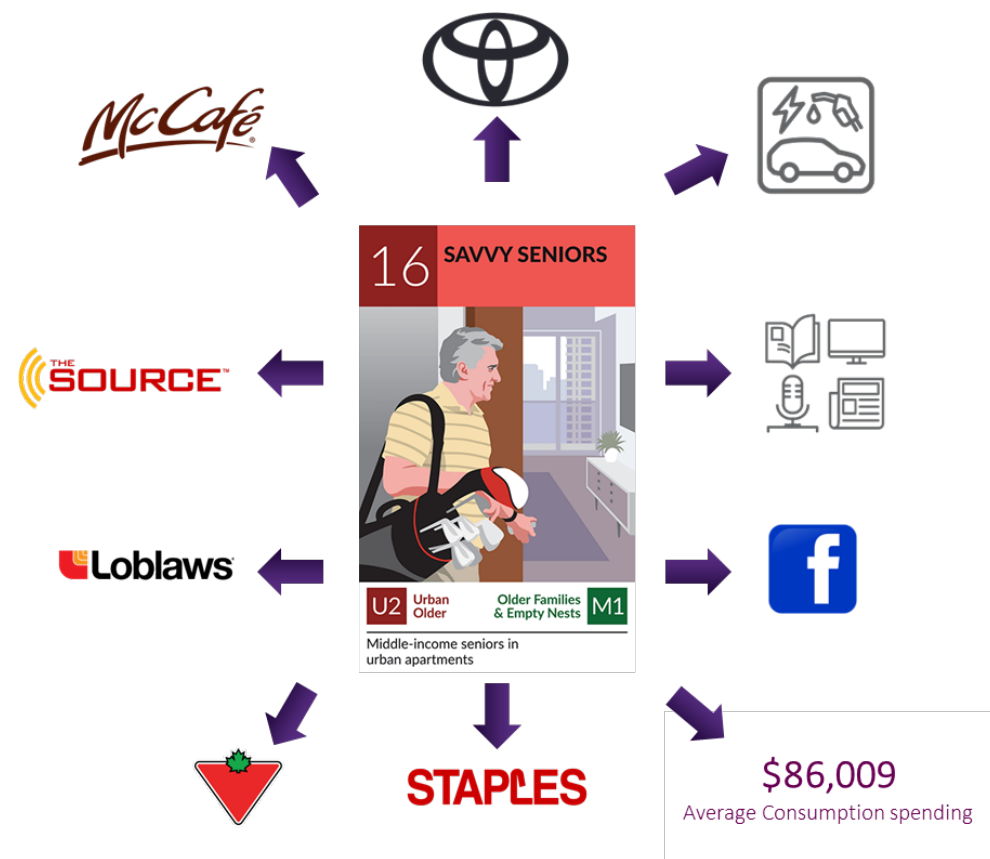 McCafé®
16
SAVVY SENIORS
THE
SOURCE™
Loblaws
U2
Urban
Older
Older Families
& Empty Nests
M1
Middle-income seniors in
urban apartments
f
STAPLES
$86,009
Average Consumption spending